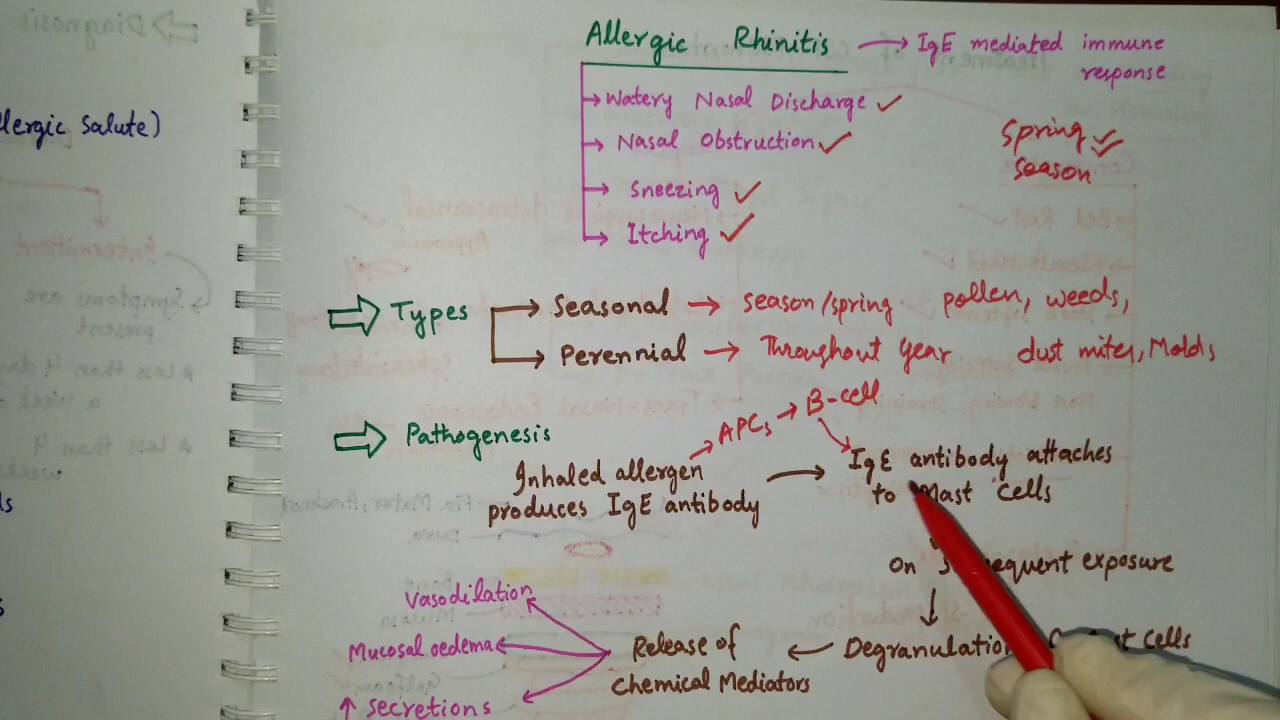 Allergic Rhinitis → IgE mediated immune
response
→ Watery Nasal Discharge ✓
→ Nasal Obstruction ✓
→ Sneezing ✓
→ Itching ✓
Spring ✓
Season
llergic Salute)
⇒ Types
→ Seasonal → season/spring pollen, weeds,
→ Perennial → Throughout year dust mites, Molds
⇒ Pathogenesis
Inhaled allergen
produces IgE antibody
→ APCs → B-cell
→ IgE antibody attaches
to Mast cells
On exposure
↓
Degranulation cells
← Release of
Chemical Mediators
Vasodilation
Mucosal oedema
↑ secretions